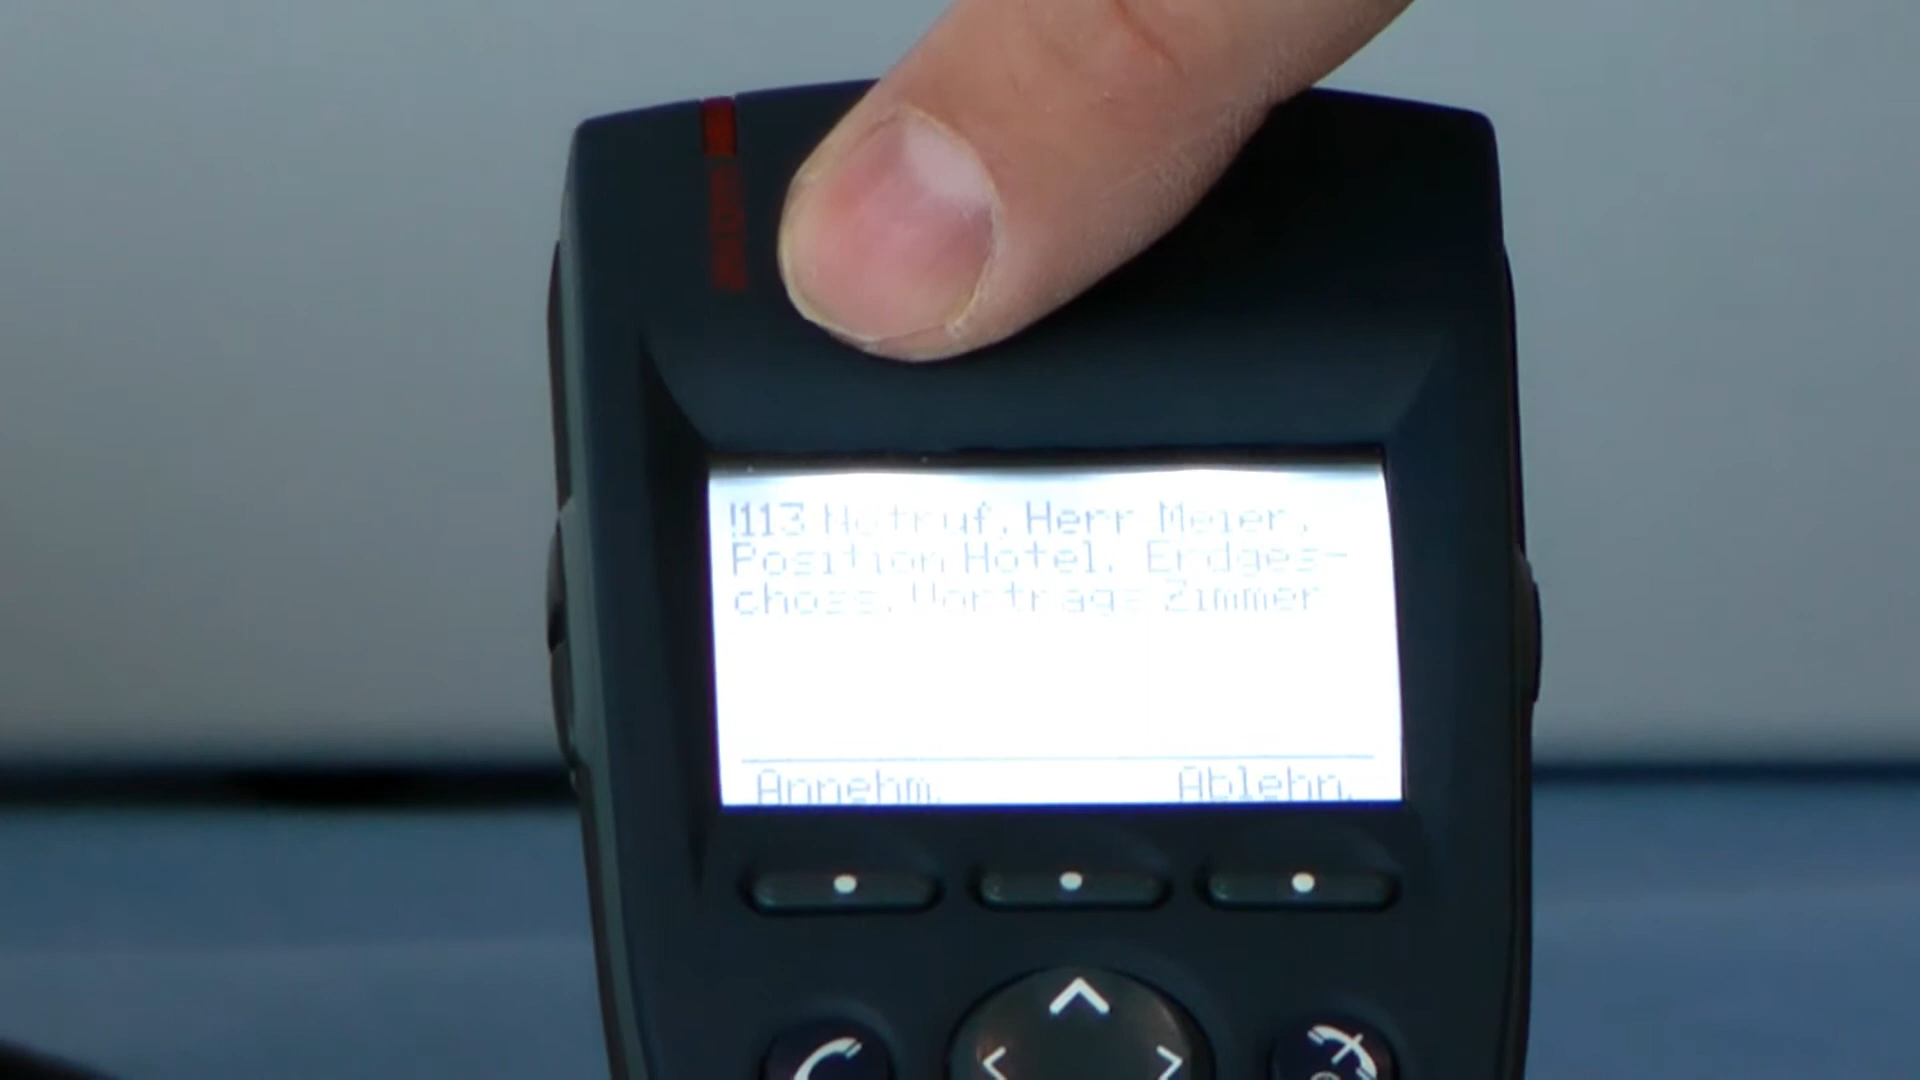 !113 Notruf, Herr Meier,
Position Hotel, Erdges-
choss, Vortrags Zimmer
Annehm.
Ablehn.